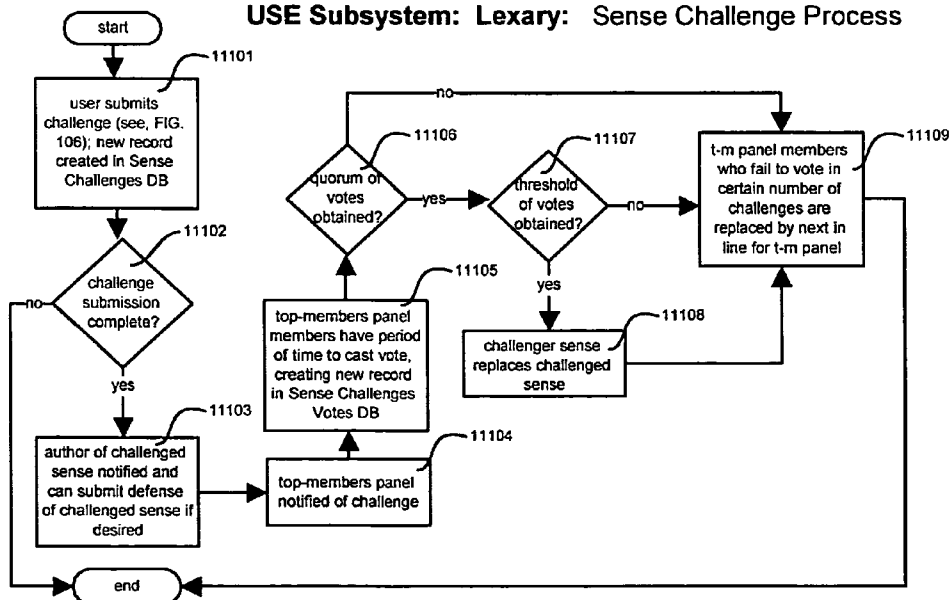 USE Subsystem: Lexary: Sense Challenge Process
start
11101
user submits
challenge (see, FIG.
106); new record
created in Sense
Challenges DB
11102
challenge
submission
complete?
no
yes
11103
author of challenged
sense notified and
can submit defense
of challenged sense if
desired
11104
top-members panel
notified of challenge
11105
top-members panel
members have period
of time to cast vote,
creating new record
in Sense Challenges
Votes DB
11106
quorum of
votes
obtained?
no
yes
11107
threshold
of votes
obtained?
no
yes
11108
challenger sense
replaces challenged
sense
11109
t-m panel members
who fail to vote in
certain number of
challenges are
replaced by next in
line for t-m panel
end